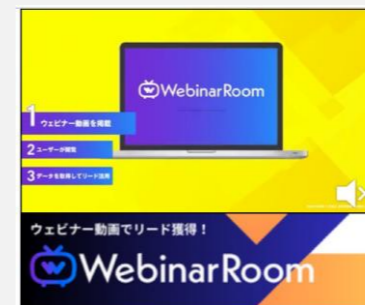 WebinarRoom
1 ウェビナー動画を掲載
2 ユーザーが視聴
3 データを取得してリード活用
ウェビナー動画でリード獲得！
WebinarRoom